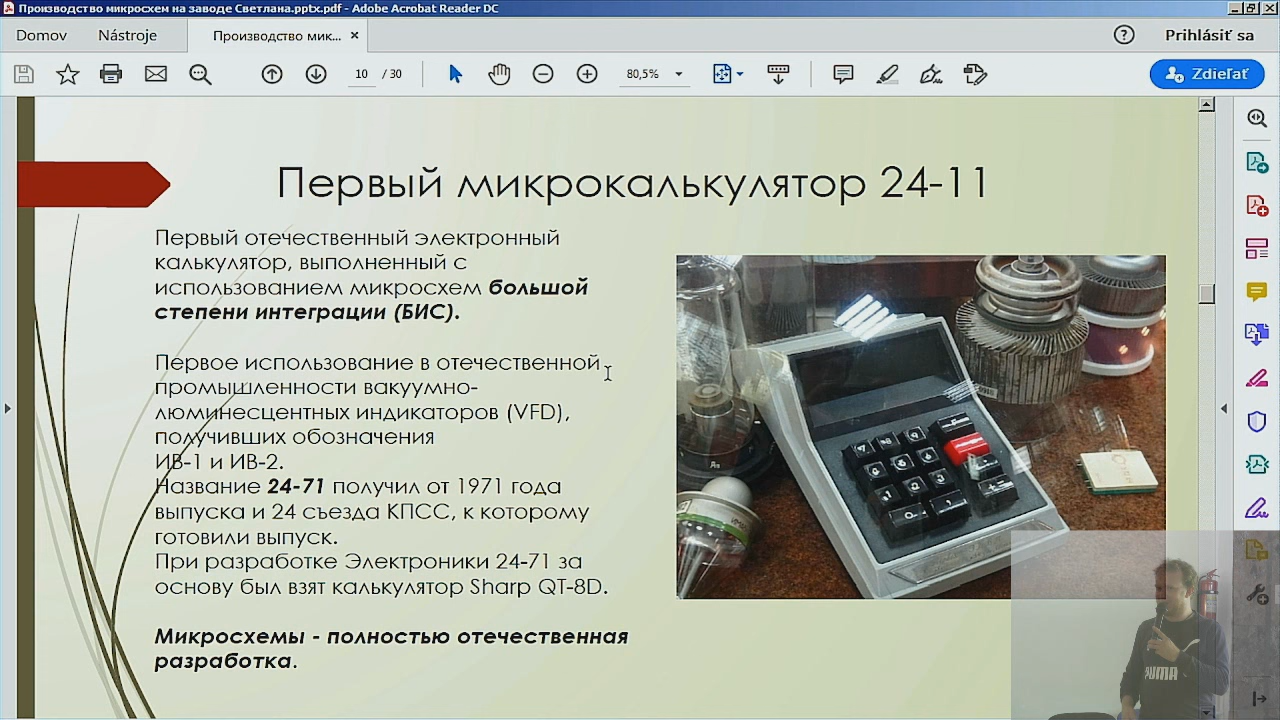 Производство микросхем на заводе Светлана.pptx.pdf - Adobe Acrobat Reader DC
Domov
Nástroje
Производство мик...
Prihlásiť sa
10 / 30
80,5%
Zdieľať
Первый микрокалькулятор 24-11
Первый отечественный электронный
калькулятор, выполненный с
использованием микросхем большой
степени интеграции (БИС).
Первое использование в отечественной
промышленности вакуумно-
люминесцентных индикаторов (VFD),
получивших обозначения
ИВ-1 и ИВ-2.
Название 24-71 получил от 1971 года
выпуска и 24 съезда КПСС, к которому
готовили выпуск.
При разработке Электроники 24-71 за
основу был взят калькулятор Sharp QT-8D.
Микросхемы - полностью отечественная
разработка.
PUMA